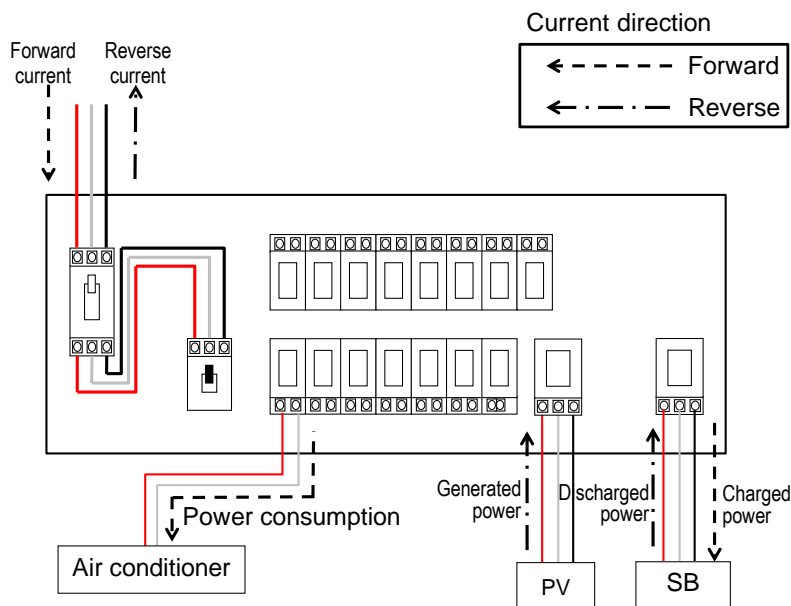 Current direction
Forward
Reverse
Forward
current
Reverse
current
Generated
power
Discharged
power
Charged
power
Power consumption
Air conditioner
PV
SB